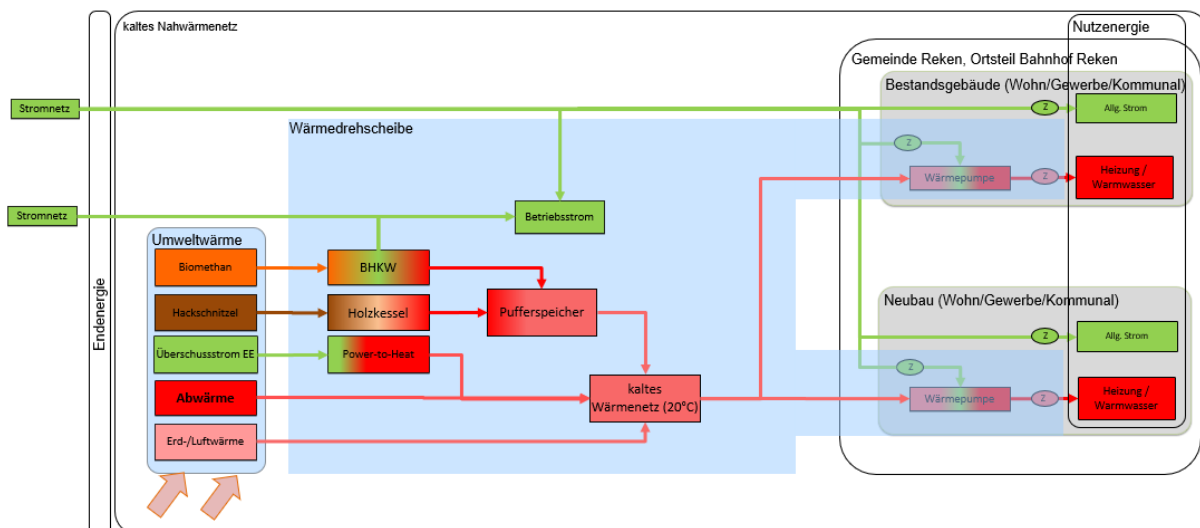 kaltes Nahwärmenetz
Nutzenergie
Gemeinde Reken, Ortsteil Bahnhof Reken
Bestandsgebäude (Wohn/Gewerbe/Kommunal)
Stromnetz
Z
Allg. Strom
Wärmedrehscheibe
Z
Wärmepumpe
Z
Heizung /
Warmwasser
Stromnetz
Betriebsstrom
Umweltwärme
Endenergie
Biomethan
BHKW
Hackschnitzel
Holzkessel
Pufferspeicher
Neubau (Wohn/Gewerbe/Kommunal)
Z
Allg. Strom
Überschussstrom EE
Power-to-Heat
Z
Abwärme
kaltes
Wärmenetz (20°C)
Wärmepumpe
Z
Heizung /
Warmwasser
Erd-/Luftwärme